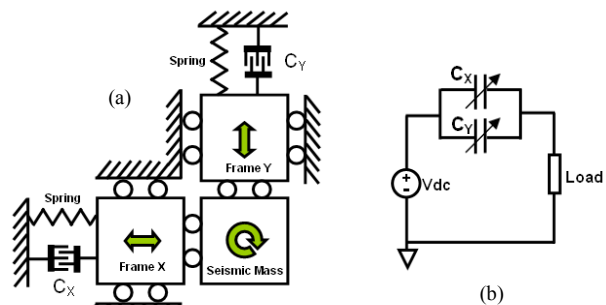 (a)
Spring
CY
Frame Y
Spring
CX
Frame X
Seismic Mass
CX
CY
Vdc
Load
(b)